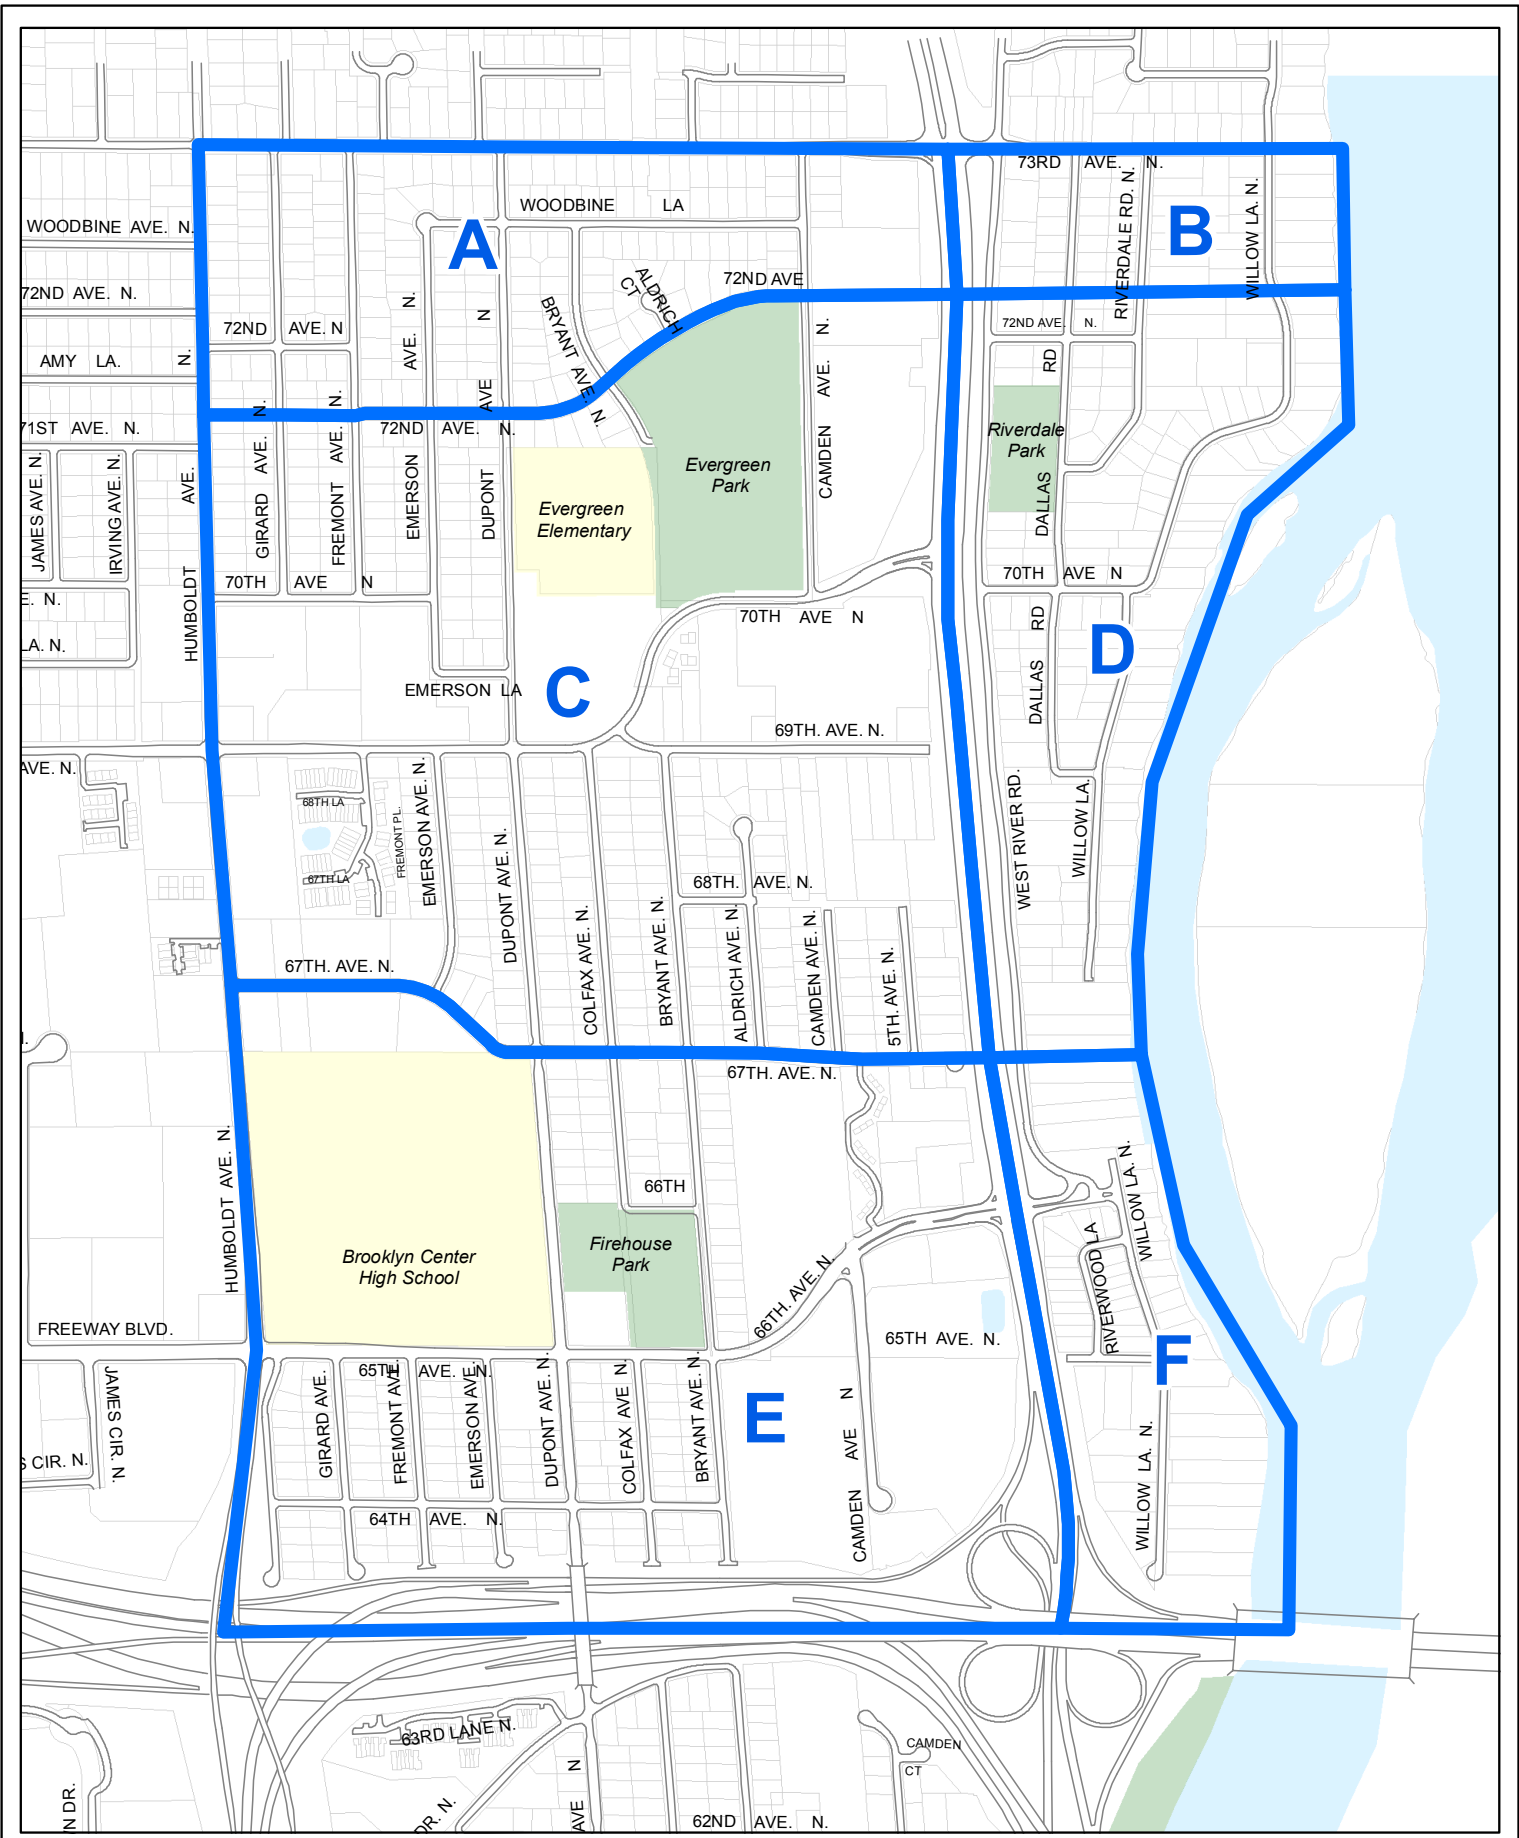 73RD AVE. N.
WOODBINE LA
WOODBINE AVE. N.
A
B
RIVERDALE RD. N.
WILLOW LA. N.
72ND AVE. N.
72ND AVE
ALDRICH CT
BRYANT AVE. N.
72ND AVE. N
72ND AVE. N.
AMY LA.
HUMBOLDT AVE. N.
GIRARD AVE. N.
FREMONT AVE. N.
EMERSON AVE. N.
DUPONT AVE N
CAMDEN AVE. N.
72ND AVE. N.
71ST AVE. N.
Riverdale
Park
DALLAS RD
Evergreen
Park
Evergreen
Elementary
JAMES AVE. N.
IRVING AVE. N.
70TH AVE N
70TH AVE N
E. N.
LA. N.
70TH AVE N
DALLAS RD
D
C
EMERSON LA
69TH. AVE. N.
AVE. N.
68TH LA
FREMONT PL.
67TH LA
EMERSON AVE. N.
DUPONT AVE. N.
COLFAX AVE. N.
BRYANT AVE. N.
68TH. AVE. N.
ALDRICH AVE. N.
CAMDEN AVE. N.
5TH. AVE. N.
WEST RIVER RD.
WILLOW LA.
67TH. AVE. N.
67TH. AVE. N.
HUMBOLDT AVE. N.
66TH
WILLOW LA. N.
Firehouse
Park
Brooklyn Center
High School
66TH. AVE. N.
RIVERWOOD LA
FREEWAY BLVD.
65TH AVE. N.
F
65TH AVE. N.
JAMES CIR. N.
S CIR. N.
GIRARD AVE.
FREMONT AVE.
EMERSON AVE.
DUPONT AVE. N.
COLFAX AVE N.
BRYANT AVE. N.
E
CAMDEN AVE N
WILLOW LA. N.
64TH AVE. N.
63RD LANE N.
CAMDEN
CT
DR. N.
AVE N
62ND AVE. N.